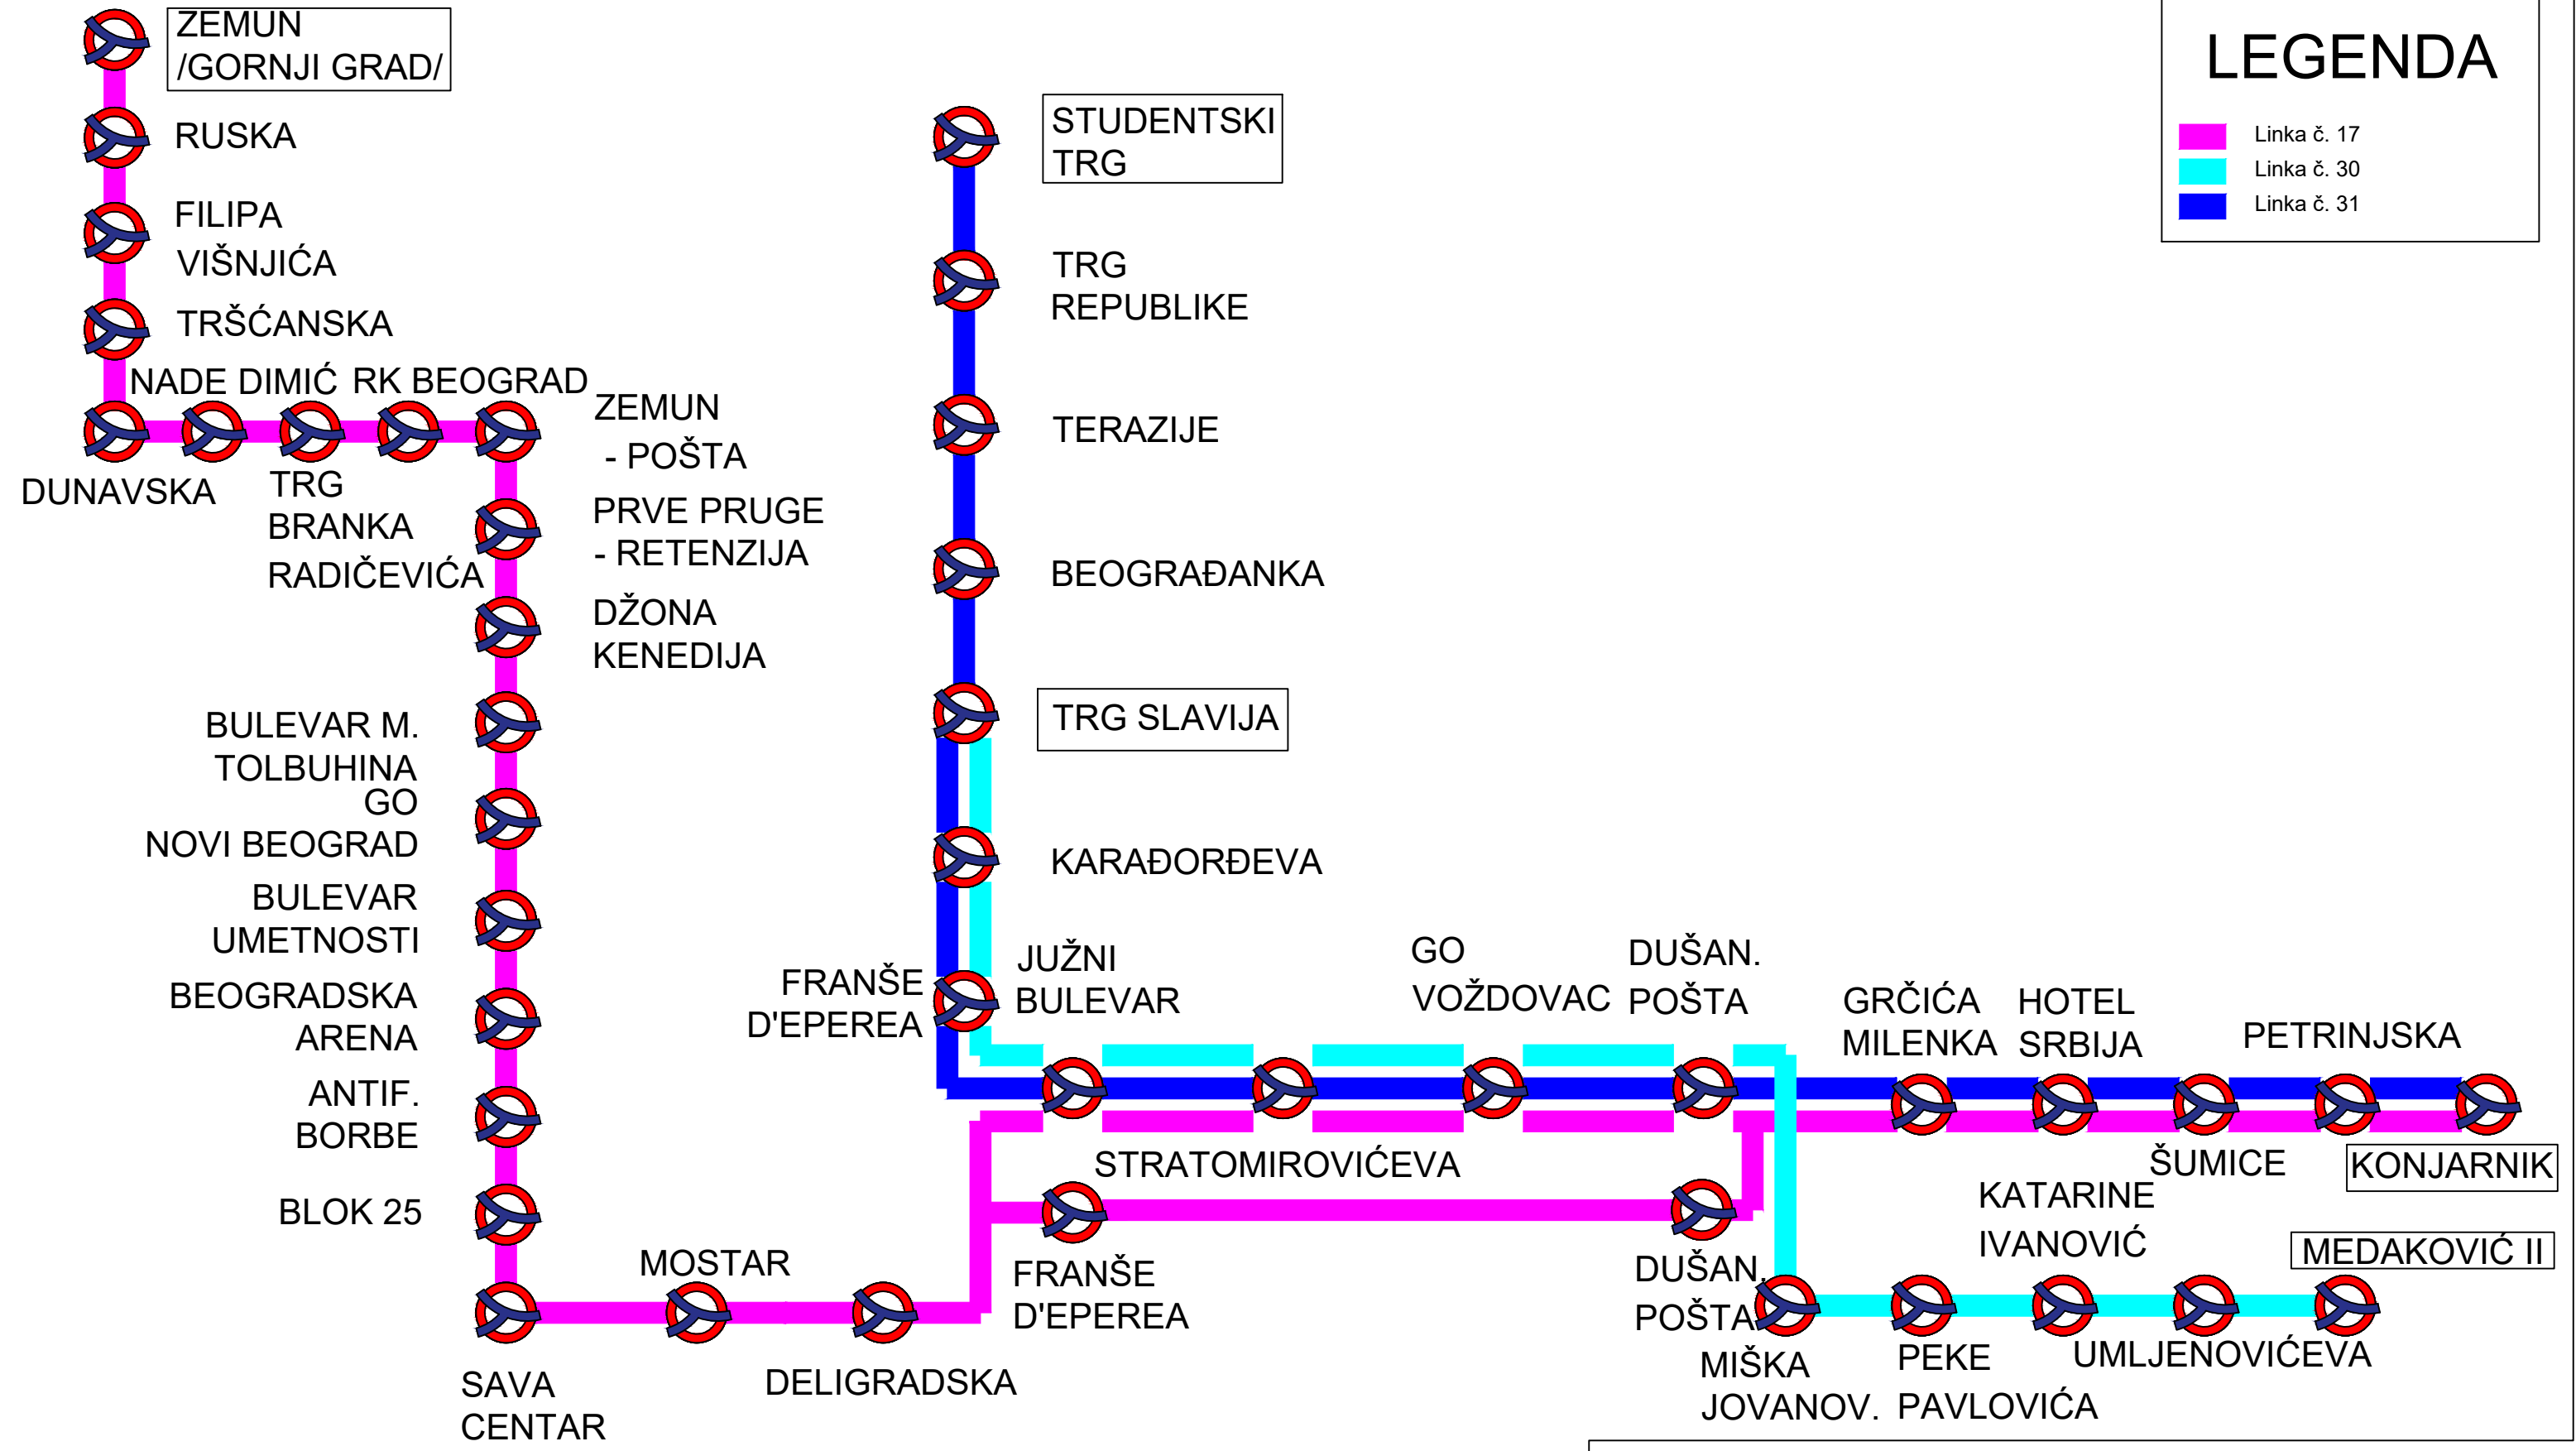 ZEMUN
/GORNJI GRAD/
RUSKA
FILIPA
VIŠNJIĆA
TRŠĆANSKA
NADE DIMIĆ
RK BEOGRAD
DUNAVSKA
TRG
BRANKA
RADIČEVIĆA
ZEMUN
- POŠTA
PRVE PRUGE
- RETENZIJA
DŽONA
KENEDIJA
BULEVAR M.
TOLBUHINA
GO
NOVI BEOGRAD
BULEVAR
UMETNOSTI
BEOGRADSKA
ARENA
ANTIF.
BORBE
BLOK 25
SAVA
CENTAR
MOSTAR
DELIGRADSKA
STUDENTSKI
TRG
TRG
REPUBLIKE
TERAZIJE
BEOGRAĐANKA
TRG SLAVIJA
KARAĐORĐEVA
FRANŠE
D'EPEREA
JUŽNI
BULEVAR
STRATOMIROVIĆEVA
GO
VOŽDOVAC
DUŠAN.
POŠTA
FRANŠE
D'EPEREA
DUŠAN.
POŠTA
GRČIĆA
MILENKA
HOTEL
SRBIJA
ŠUMICE
PETRINJSKA
KONJARNIK
MIŠKA
JOVANOV.
PEKE
PAVLOVIĆA
KATARINE
IVANOVIĆ
UMLJENOVIĆEVA
MEDAKOVIĆ II
LEGENDA
Linka č. 17
Linka č. 30
Linka č. 31